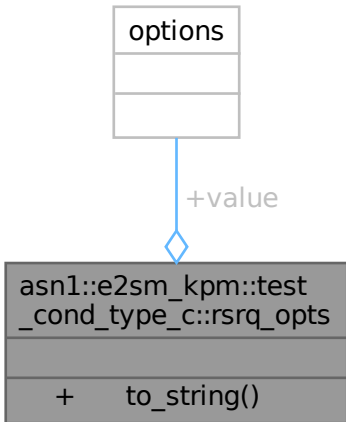 options
+value
asn1::e2sm_kpm::test
_cond_type_c::rsrq_opts
+ to_string()